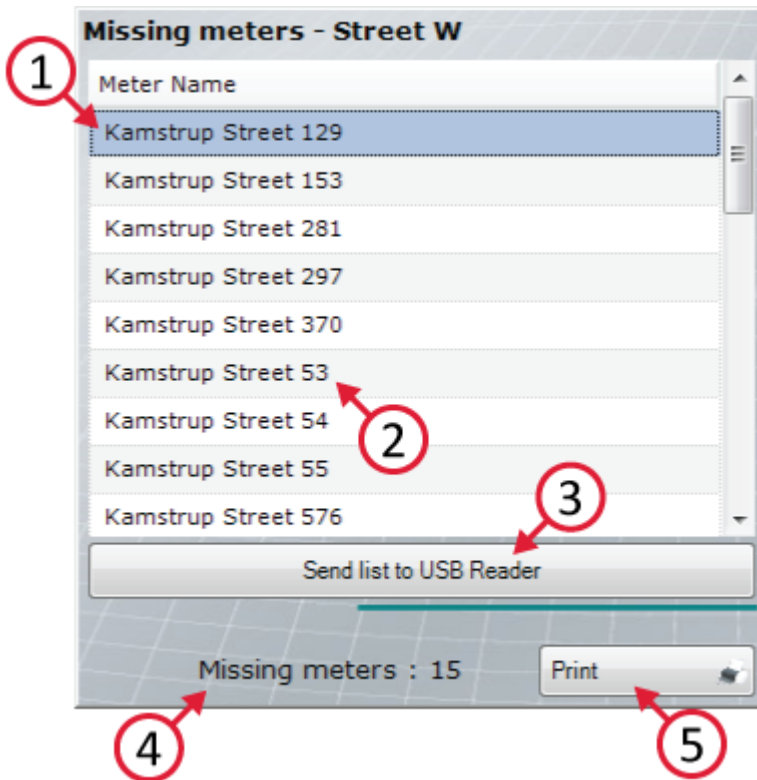 Missing meters - Street W
1
Meter Name
Kamstrup Street 129
Kamstrup Street 153
Kamstrup Street 281
Kamstrup Street 297
Kamstrup Street 370
Kamstrup Street 53
2
Kamstrup Street 54
Kamstrup Street 55
3
Kamstrup Street 576
Send list to USB Reader
Missing meters : 15
Print
4
5